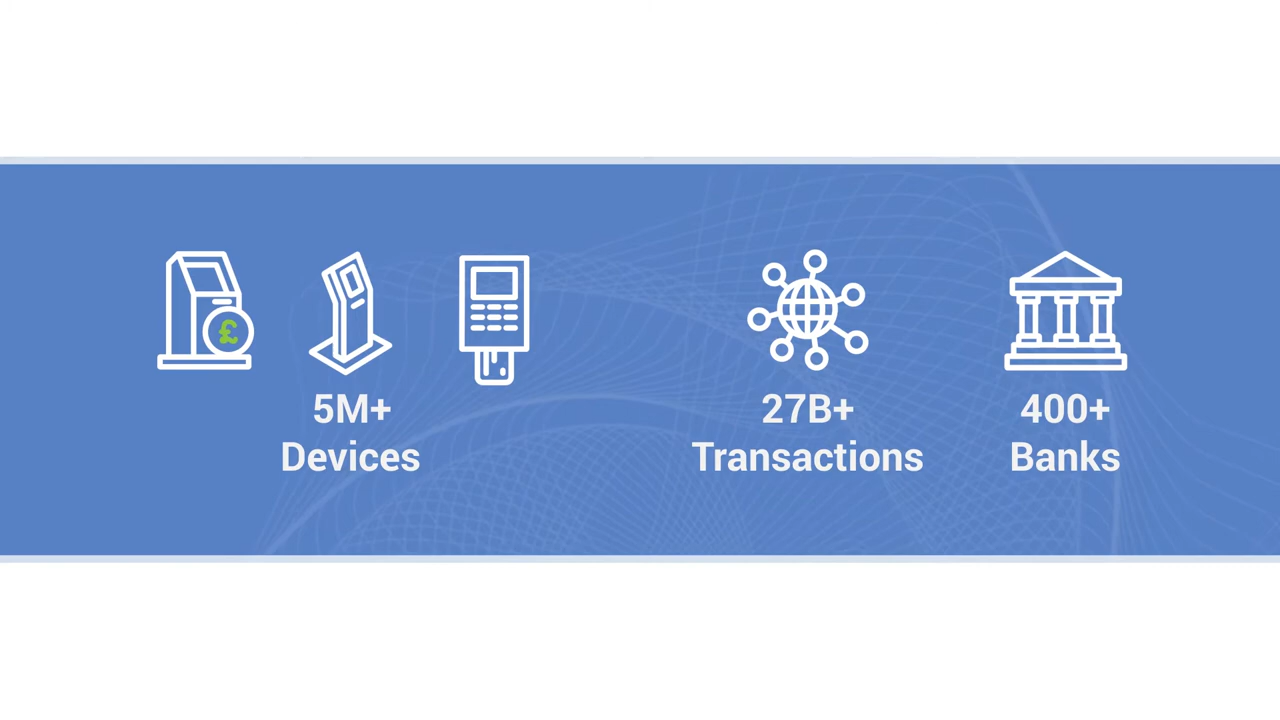 £
5M+
Devices
27B+
Transactions
400+
Banks